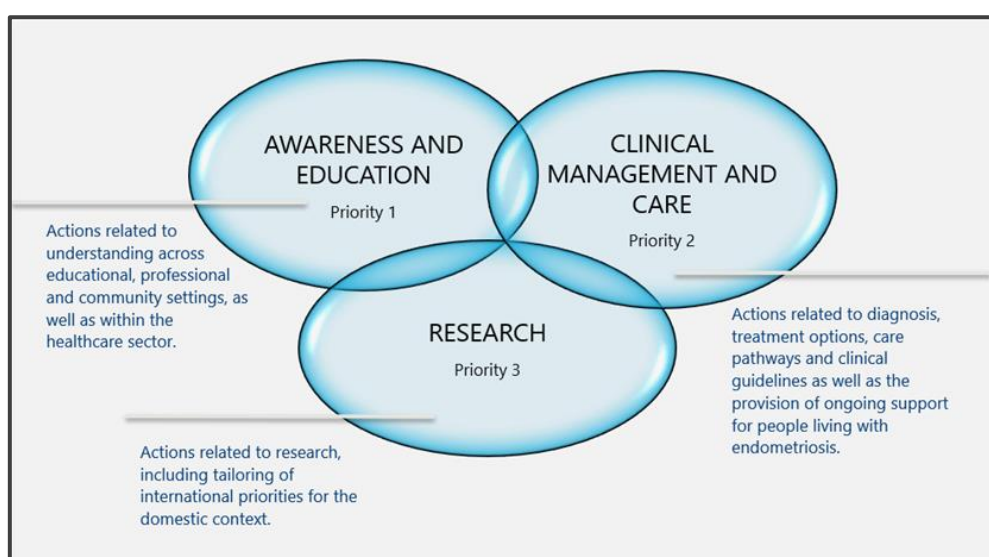 AWARENESS AND
EDUCATION
Priority 1
CLINICAL
MANAGEMENT AND
CARE
Priority 2
Actions related to
understanding across
educational, professional
and community settings, as
well as within the
healthcare sector.
RESEARCH
Priority 3
Actions related to diagnosis,
treatment options, care
pathways and clinical
guidelines as well as the
provision of ongoing support
for people living with
endometriosis.
Actions related to research,
including tailoring of
international priorities for the
domestic context.